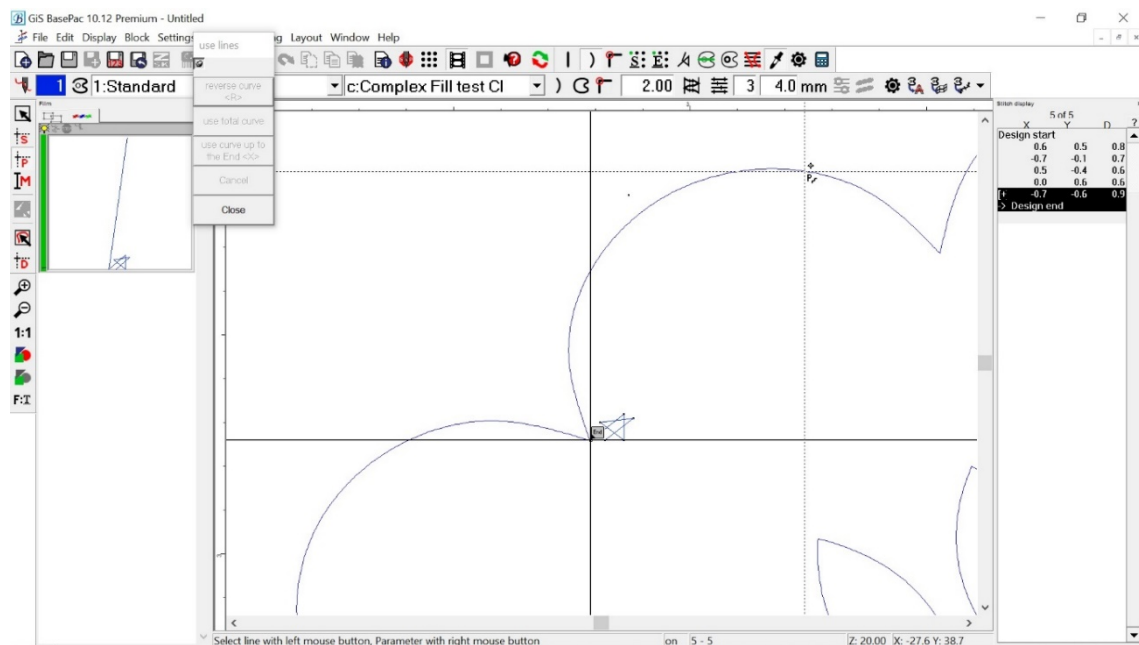 GiS BasePac 10.12 Premium - Untitled
File Edit Display Block Settings g Layout Window Help
use lines
1 1:Standard c:Complex Fill test Cl 2.00 3 4.0 mm
reverse curve
<R>
use total curve
use curve up to
the End <X>
Cancel
Close
Stitch display
5 of 5
X Y D ?
Design start
0.6 0.5 0.8
-0.7 -0.1 0.7
0.5 -0.4 0.6
0.0 0.6 0.6
[+ -0.7 -0.6 0.9
-> Design end
S
P
M
D
1:1
F:T
End
Select line with left mouse button, Parameter with right mouse button on 5 - 5 Z: 20.00 X: -27.6 Y: 38.7